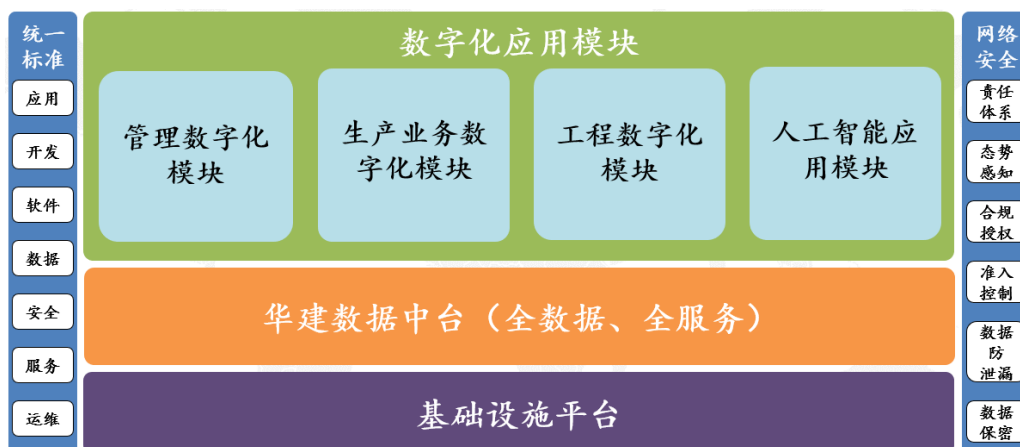 统一
标准
应用
开发
软件
数据
安全
服务
运维
数字化应用模块
管理数字化
模块
生产业务数
字化模块
工程数字化
模块
人工智能应
用模块
华建数据中台（全数据、全服务）
基础设施平台
网络
安全
责任
体系
态势
感知
合规
授权
准入
控制
数据
防
泄漏
数据
保密